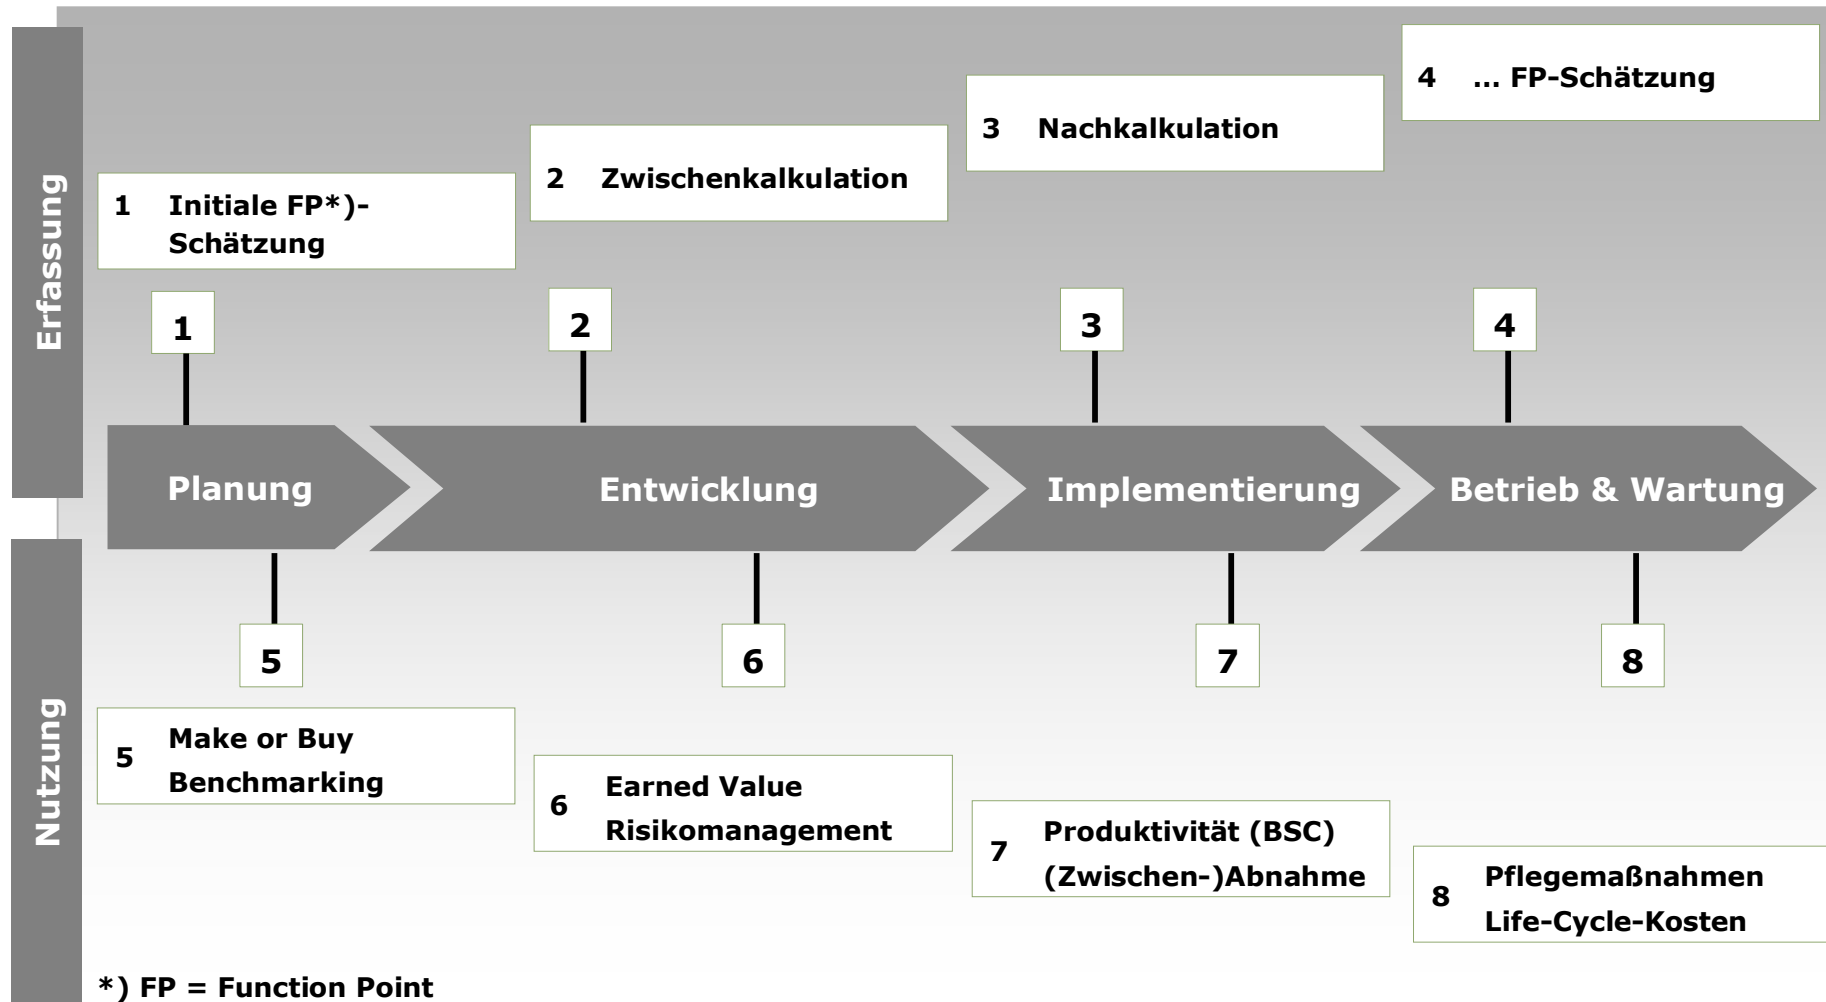 Erfassung
4 ... FP-Schätzung
3 Nachkalkulation
2 Zwischenkalkulation
1 Initiale FP*)-
Schätzung
1
2
3
4
Planung
Entwicklung
Implementierung
Betrieb & Wartung
Nutzung
5
6
7
8
5 Make or Buy
Benchmarking
6 Earned Value
Risikomanagement
7 Produktivität (BSC)
(Zwischen-)Abnahme
8 Pflegemaßnahmen
Life-Cycle-Kosten
*) FP = Function Point